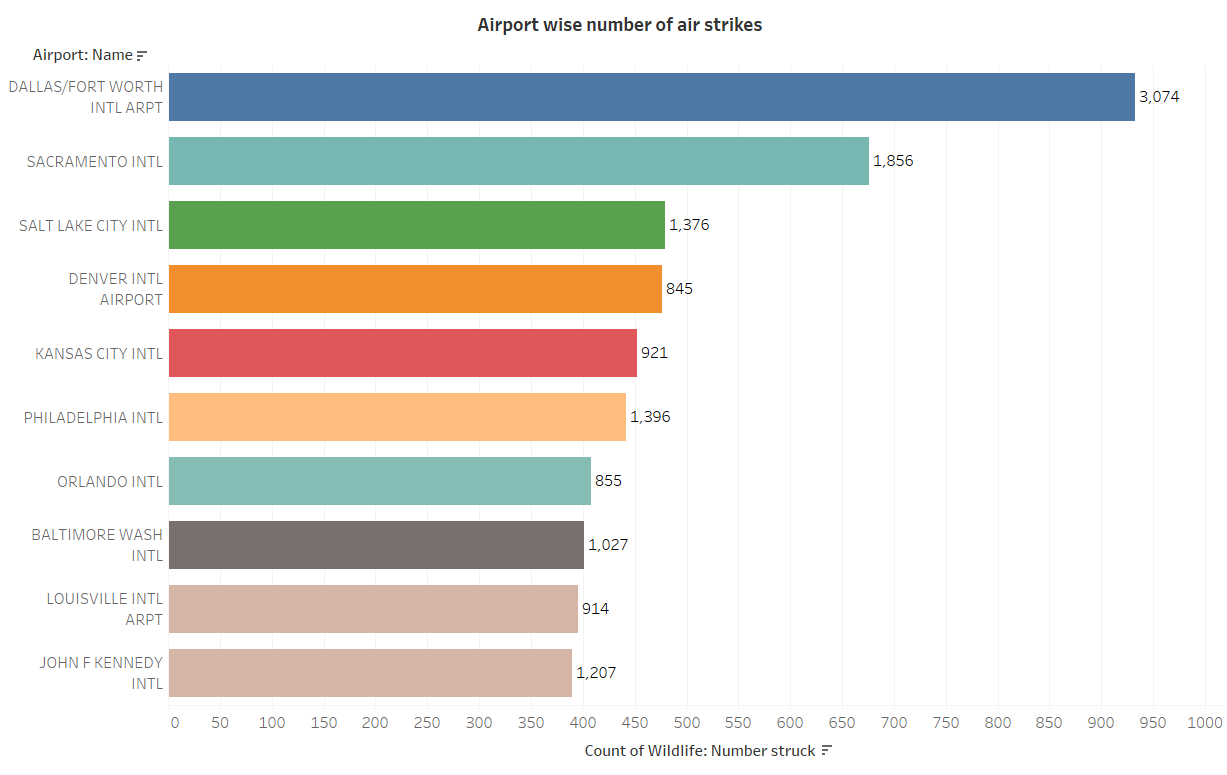 Airport wise number of air strikes
Airport: Name
DALLAS/FORT WORTH
INTL ARPT
3,074
SACRAMENTO INTL
1,856
SALT LAKE CITY INTL
1,376
DENVER INTL
AIRPORT
845
KANSAS CITY INTL
921
PHILADELPHIA INTL
1,396
ORLANDO INTL
855
BALTIMORE WASH
INTL
1,027
LOUISVILLE INTL
ARPT
914
JOHN F KENNEDY
INTL
1,207
0 50 100 150 200 250 300 350 400 450 500 550 600 650 700 750 800 850 900 950 1000
Count of Wildlife: Number struck